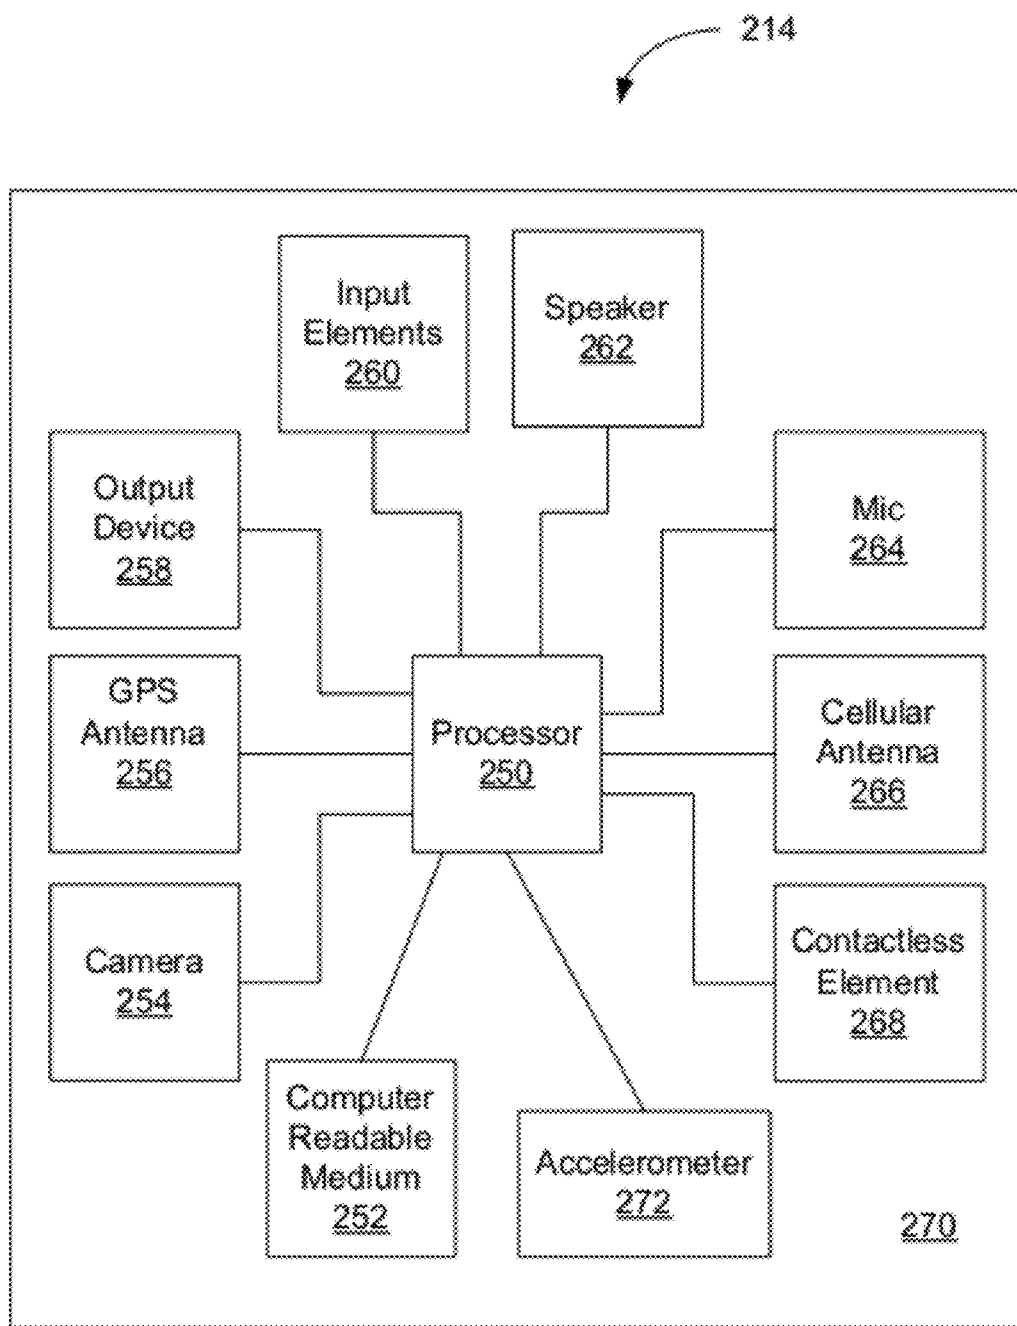 214
Input
Elements
260
Speaker
262
Output
Device
258
Mic
264
GPS
Antenna
256
Processor
250
Cellular
Antenna
266
Camera
254
Contactless
Element
268
Computer
Readable
Medium
252
Accelerometer
272
270